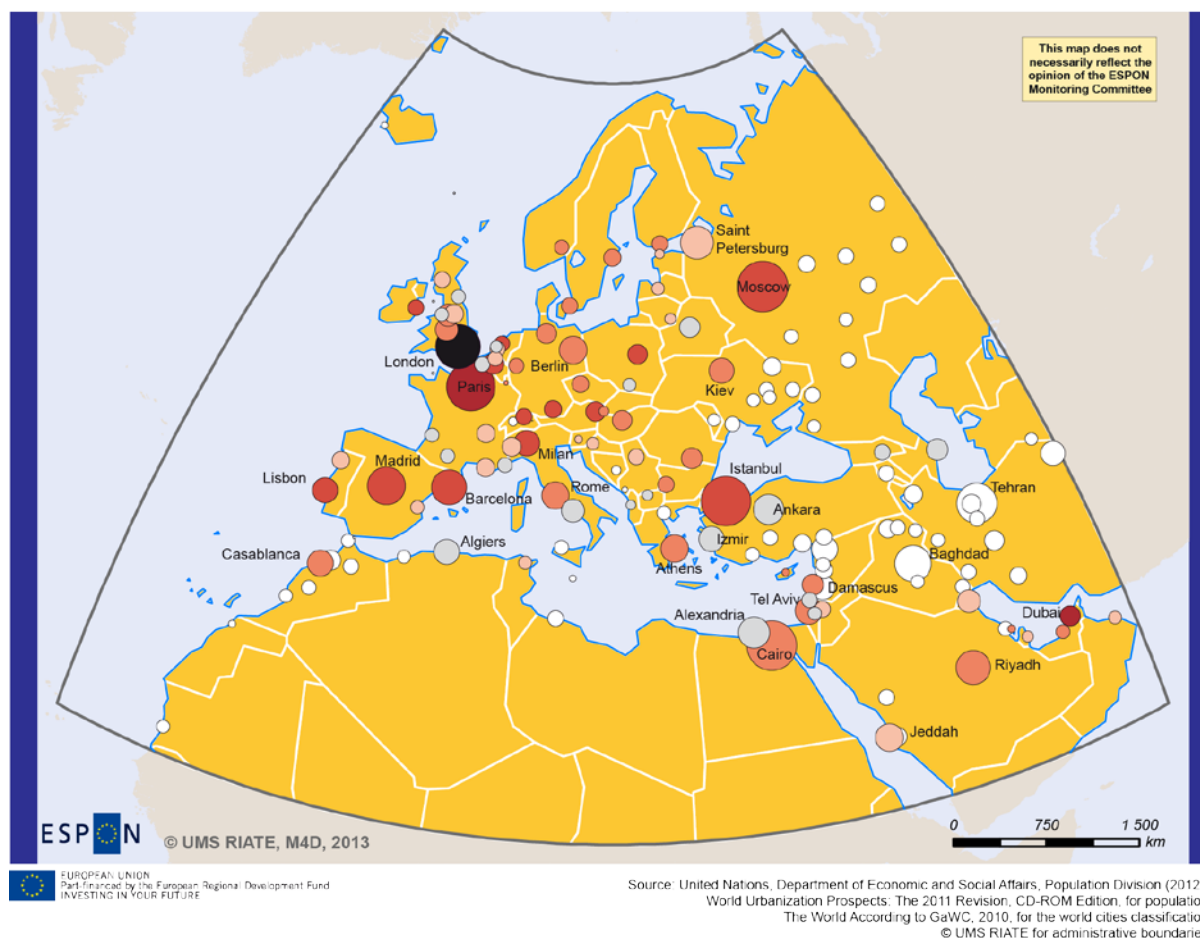 This map does not
necessarily reflect the
opinion of the ESPON
Monitoring Committee
Saint
Petersburg
Moscow
London
Berlin
Paris
Kiev
Milan
Madrid
Lisbon
Barcelona
Rome
Istanbul
Ankara
Tehran
Algiers
Izmir
Casablanca
Athens
Baghdad
Damascus
Tel Aviv
Alexandria
Dubai
Cairo
Riyadh
Jeddah
ESPON
© UMS RIATE, M4D, 2013
0 750 1 500
km
EUROPEAN UNION
Part-financed by the European Regional Development Fund
INVESTING IN YOUR FUTURE
Source: United Nations, Department of Economic and Social Affairs, Population Division (2012
World Urbanization Prospects: The 2011 Revision, CD-ROM Edition, for populatio
The World According to GaWC, 2010, for the world cities classificatio
© UMS RIATE for administrative boundarie